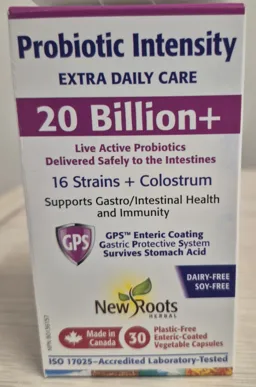 Probiotic Intensity
EXTRA DAILY CARE
20 Billion+
Live Active Probiotics
Delivered Safely to the Intestines
16 Strains + Colostrum
Supports Gastro/Intestinal Health
and Immunity
GPS
GPS™ Enteric Coating
Gastric Protective System
Survives Stomach Acid
DAIRY-FREE
SOY-FREE
New Roots
HERBAL
Made in
Canada
30
Plastic-Free
Enteric-Coated
Vegetable Capsules
ISO 17025–Accredited Laboratory-Tested